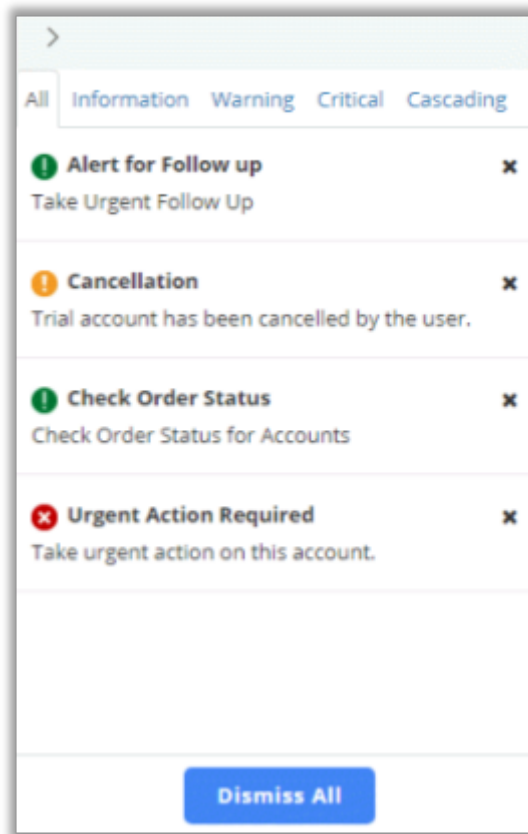 All Information Warning Critical Cascading
Alert for Follow up
Take Urgent Follow Up
Cancellation
Trial account has been cancelled by the user.
Check Order Status
Check Order Status for Accounts
Urgent Action Required
Take urgent action on this account.
Dismiss All